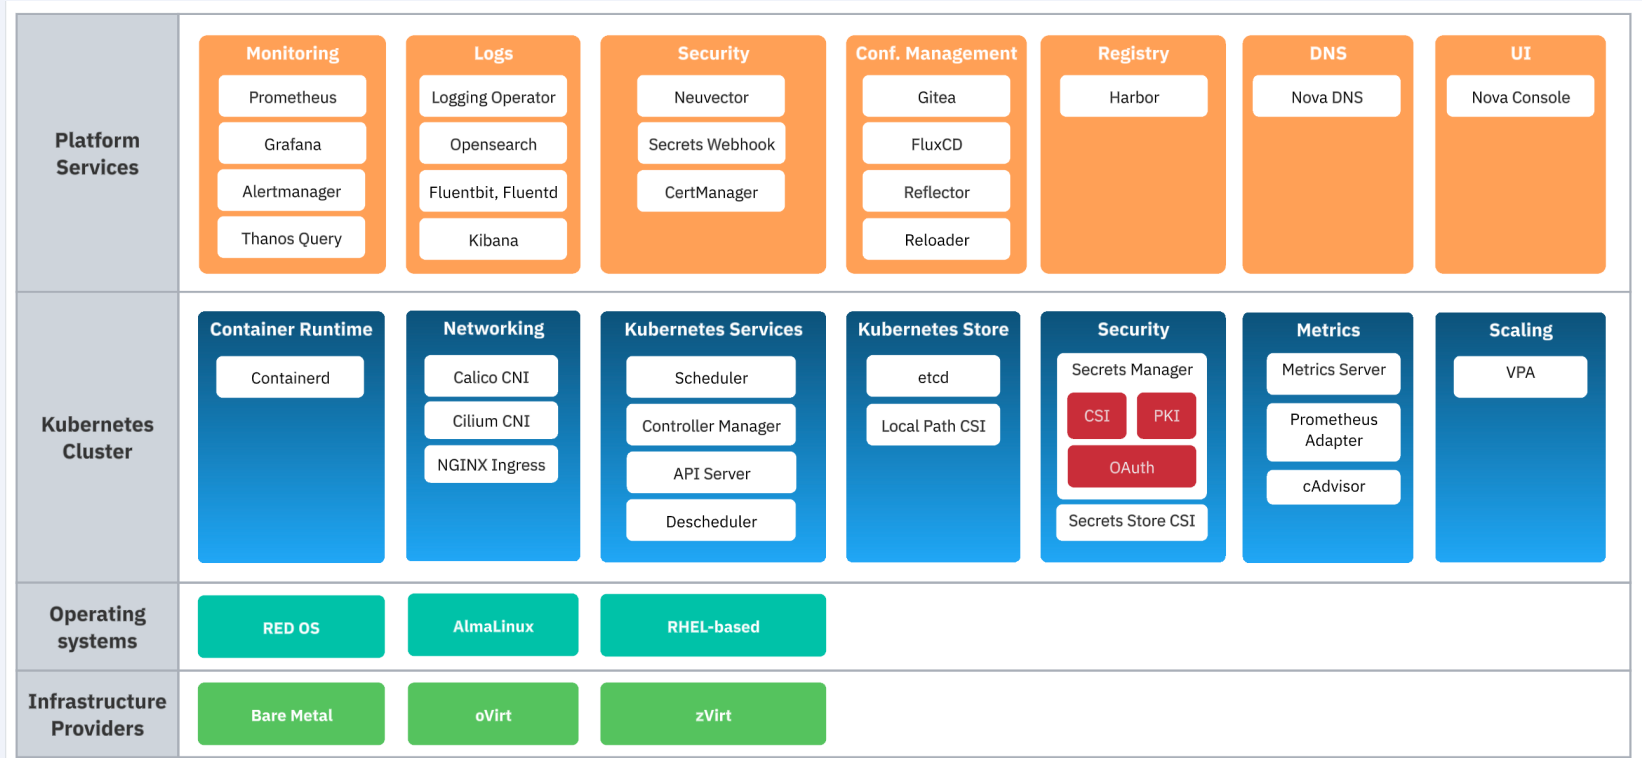 Platform
Services
Monitoring
Prometheus
Grafana
Alertmanager
Thanos Query
Logs
Logging Operator
Opensearch
Fluentbit, Fluentd
Kibana
Security
Neuvector
Secrets Webhook
CertManager
Conf. Management
Gitea
FluxCD
Reflector
Reloader
Registry
Harbor
DNS
Nova DNS
UI
Nova Console
Kubernetes
Cluster
Container Runtime
Containerd
Networking
Calico CNI
Cilium CNI
NGINX Ingress
Kubernetes Services
Scheduler
Controller Manager
API Server
Descheduler
Kubernetes Store
etcd
Local Path CSI
Security
Secrets Manager
CSI
PKI
OAuth
Secrets Store CSI
Metrics
Metrics Server
Prometheus
Adapter
cAdvisor
Scaling
VPA
Operating
systems
RED OS
AlmaLinux
RHEL-based
Infrastructure
Providers
Bare Metal
oVirt
zVirt